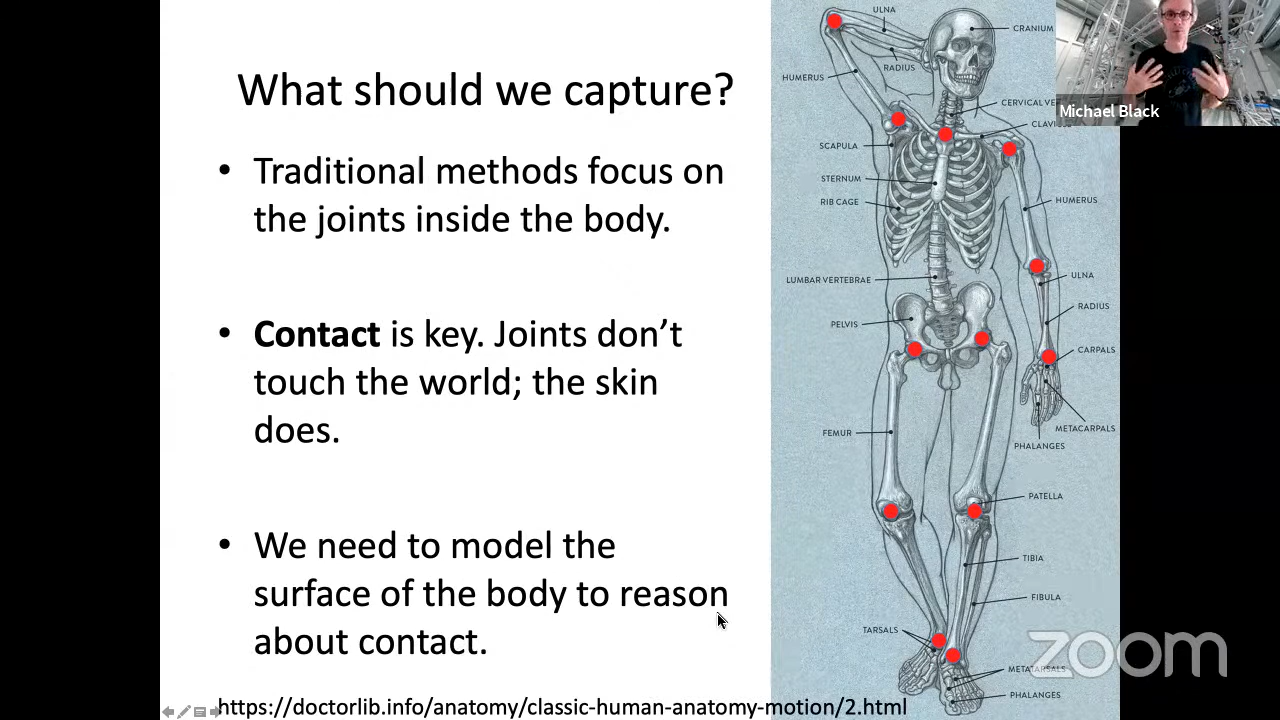 What should we capture?
• Traditional methods focus on
the joints inside the body.
• Contact is key. Joints don’t
touch the world; the skin
does.
• We need to model the
surface of the body to reason
about contact.
https://doctorlib.info/anatomy/classic-human-anatomy-motion/2.html
ULNA
CRANIUM
RADIUS
HUMERUS
CERVICAL VE
CLAVIC
SCAPULA
STERNUM
RIB CAGE
HUMERUS
ULNA
LUMBAR VERTEBRAE
RADIUS
PELVIS
CARPALS
METACARPALS
FEMUR
PHALANGES
PATELLA
TIBIA
FIBULA
TARSALS
METATARSALS
PHALANGES
Michael Black
zoom